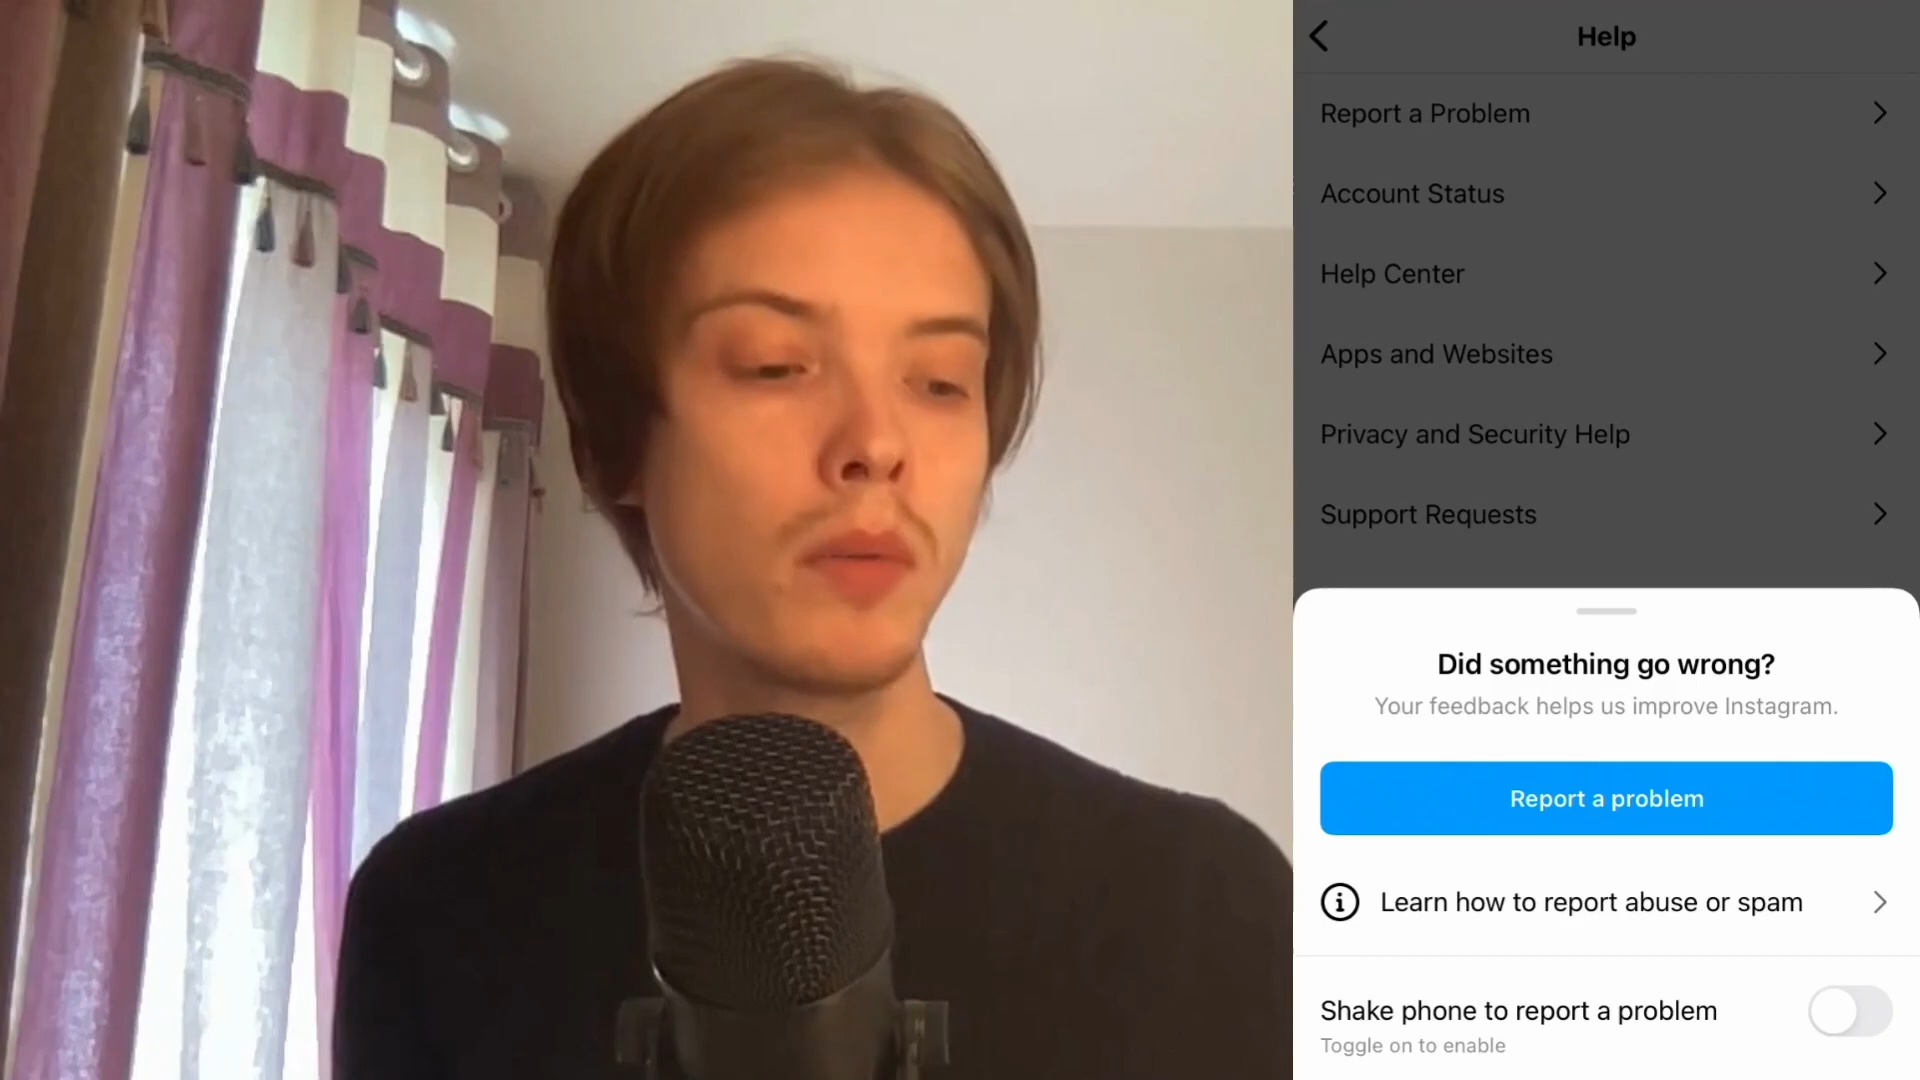 Help
Report a Problem
Account Status
Help Center
Apps and Websites
Privacy and Security Help
Support Requests
Did something go wrong?
Your feedback helps us improve Instagram.
Report a problem
Learn how to report abuse or spam
Shake phone to report a problem
Toggle on to enable